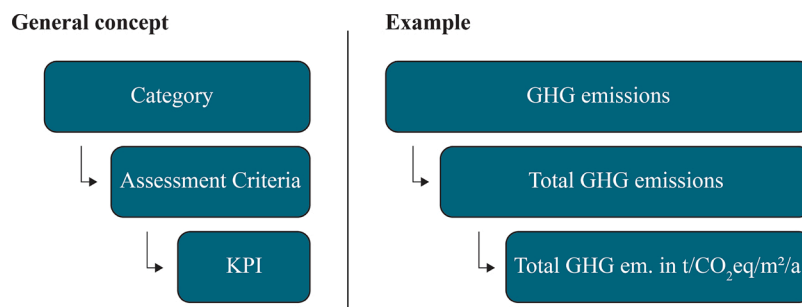 General concept
Category
Assessment Criteria
KPI
Example
GHG emissions
Total GHG emissions
Total GHG em. in t/CO₂eq/m²/a